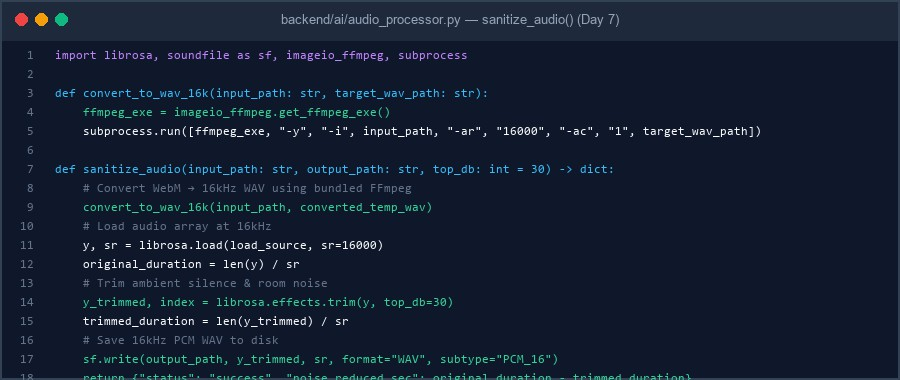 backend/ai/audio_processor.py — sanitize_audio() (Day 7)
1 import librosa, soundfile as sf, imageio_ffmpeg, subprocess
2
3 def convert_to_wav_16k(input_path: str, target_wav_path: str):
4     ffmpeg_exe = imageio_ffmpeg.get_ffmpeg_exe()
5     subprocess.run([ffmpeg_exe, "-y", "-i", input_path, "-ar", "16000", "-ac", "1", target_wav_path])
6
7 def sanitize_audio(input_path: str, output_path: str, top_db: int = 30) -> dict:
8     # Convert WebM → 16kHz WAV using bundled FFmpeg
9     convert_to_wav_16k(input_path, converted_temp_wav)
10     # Load audio array at 16kHz
11     y, sr = librosa.load(load_source, sr=16000)
12     original_duration = len(y) / sr
13     # Trim ambient silence & room noise
14     y_trimmed, index = librosa.effects.trim(y, top_db=30)
15     trimmed_duration = len(y_trimmed) / sr
16     # Save 16kHz PCM WAV to disk
17     sf.write(output_path, y_trimmed, sr, format="WAV", subtype="PCM_16")
18     return {"status": "success", "noise_reduced_sec": original_duration - trimmed_duration}